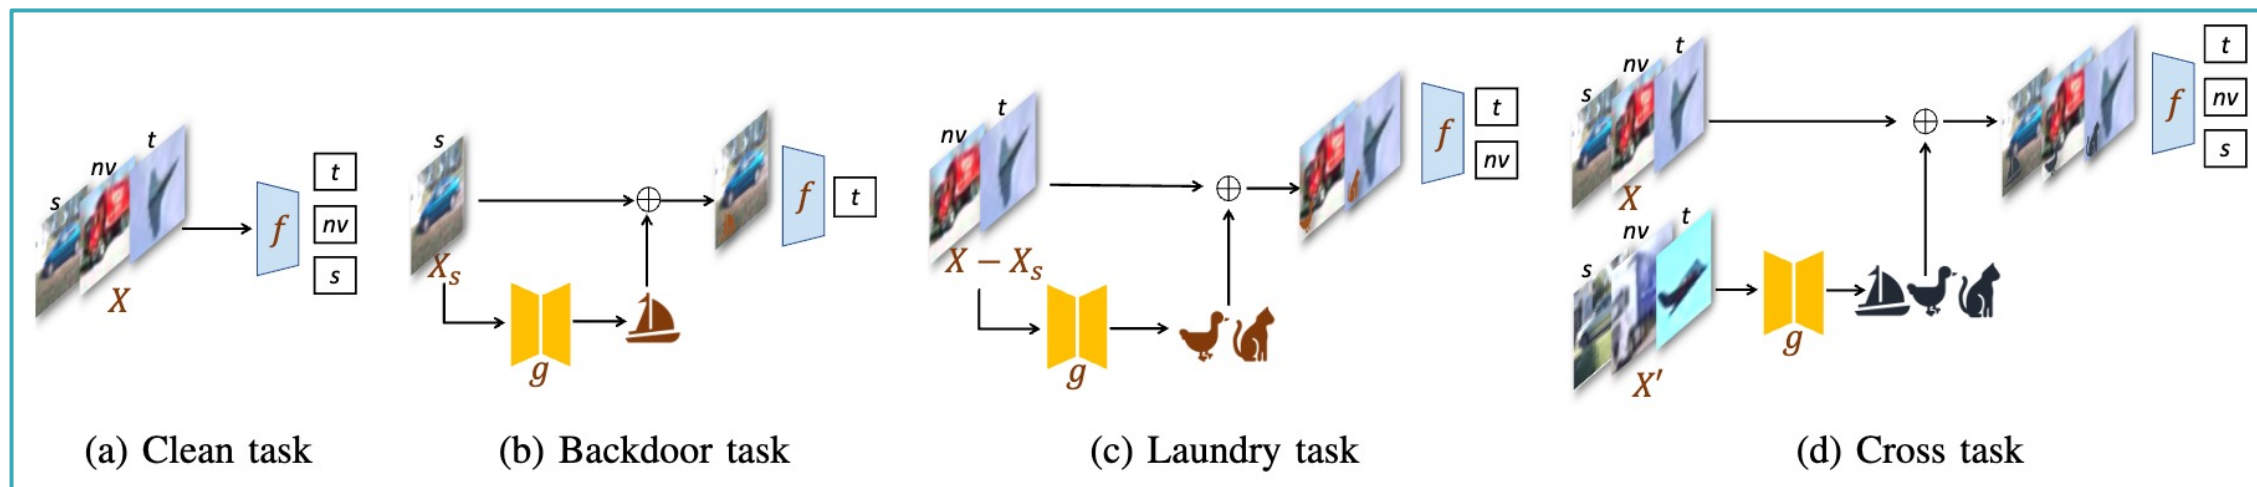 s
nv
t
X
f
t
nv
s
(a) Clean task
s
X_s
g
f
t
(b) Backdoor task
nv
t
X − X_s
g
f
t
nv
(c) Laundry task
s
nv
t
X
s
nv
t
X′
g
f
t
nv
s
(d) Cross task